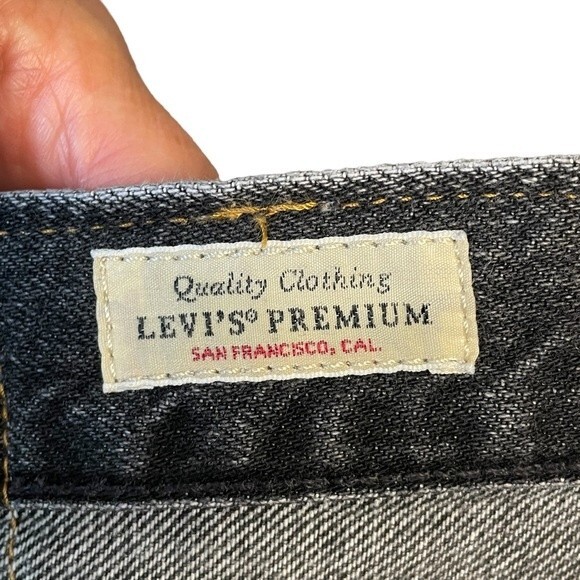 Quality Clothing
LEVI'S® PREMIUM
SAN FRANCISCO, CAL.